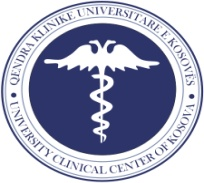 QENDRA KLINIKE UNIVERSITARE E KOSOVËS
UNIVERSITY CLINICAL CENTER OF KOSOVA